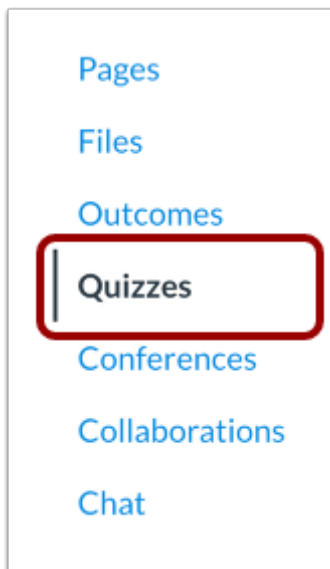 Pages
Files
Outcomes
Quizzes
Conferences
Collaborations
Chat